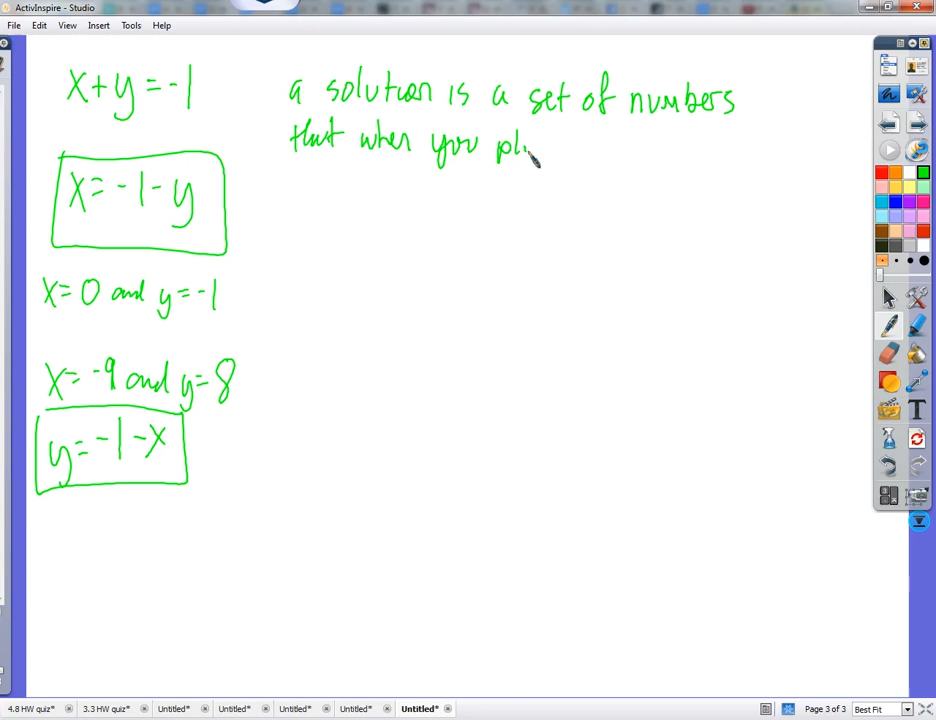 ActivInspire - Studio
File Edit View Insert Tools Help
x+y=-1
a solution is a set of numbers
that when you pl
x=-1-y
x=0 and y=-1
x=-9 and y=8
y=-1-x
4.8 HW quiz* 3.3 HW quiz* Untitled* Untitled* Untitled* Untitled* Untitled* Page 3 of 3 Best Fit